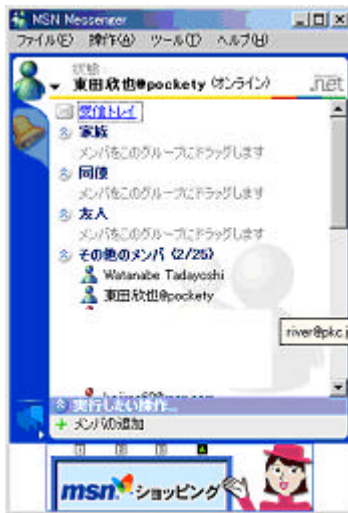 MSN Messenger
ファイル(F) 操作(A) ツール(T) ヘルプ(H)
状態
東田欣也@pockety (オンライン)
.net
受信トレイ
家族
メンバをこのグループにドラッグします
同僚
メンバをこのグループにドラッグします
友人
メンバをこのグループにドラッグします
その他のメンバ (2/25)
Watanabe Tadayoshi
東田欣也@pockety
river@pkc.j
実行したい操作...
メンバの追加
msn ショッピング